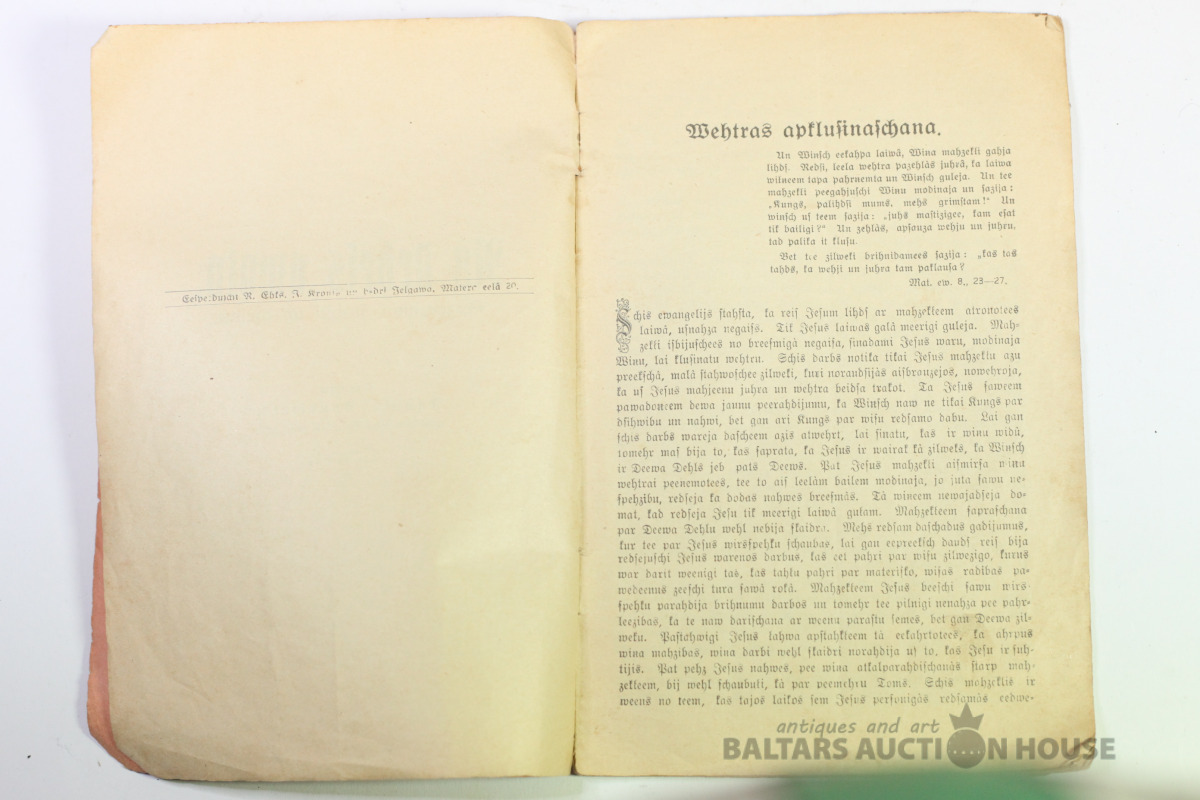 Wehtras apkluſinaſchana.
Un Winſch eekahpa laiwâ, Wina mahzekli gahja
lihdſ. Redſi, leela wehtra pazehlâs juhrâ, ka laiwa
wilneem tapa pahrnemta un Winſch guleja. Un tee
mahzekli peegahjuſchi Winu modinaja un ſazija:
„Kungs, palihdſi mums, mehs grimſtam!" Un
winſch uſ teem ſazija: „juhs maſtizigee, kam eſat
tik bailigi?" Un zehlâs, apſouza wehju un juhru,
tad palika it kluſu.
Bet tee zilweki brihnidamees ſazija: „kas tas
tahds, ka wehji un juhra tam paklauſa?
Mat. ew. 8., 23—27.
Eeſpeeduſchi N. Ehks, J. Krons un beedri Jelgawa, Matere eelâ 20.
Schis ewangelijs ſtahſta, ka reiſ Jeſum lihdſ ar mahzekleem atronotees
laiwâ, uſnahza negaiſs. Tik Jeſus laiwas galâ meerigi guleja. Mah-
zekli iſbijuſchees no breeſmigâ negaiſa, ſinadami Jeſus waru, modinaja
Winu, lai kluſinatu wehtru. Schis darbs notika tikai Jeſus mahzeklu azu
preekſchâ, malâ ſtahwoſchee zilweki, kuri noraudſijâs aiſbrauzejos, nowehroja,
ka uſ Jeſus mahjeenu juhra un wehtra beidſa trakot. Ta Jeſus ſaweem
pawadoneem dewa jaunu peerahdijumu, ka Winſch naw ne tikai Kungs par
dſihwibu un nahwi, bet gan ari Kungs par wiſu redſamo dabu. Lai gan
ſchis darbs wareja daſcheem azis atwehrt, lai ſinatu, kas ir winu widû,
tomehr maſ bija to, kas ſaprata, ka Jeſus ir wairak kâ zilweks, ka Winſch
ir Deewa Dehls jeb pats Deews. Pat Jeſus mahzekli aiſmirſa wina
wehtrai peenemotees, tee to aiſ leelâm bailem modinaja, jo juta ſawu ne-
ſpehzibu, redſeja ka dodas nahwes breeſmâs. Tâ wineem newajadſeja do-
mat, kad redſeja Jeſu tik meerigi laiwâ gulam. Mahzekleem ſapraſchana
par Deewa Dehlu wehl nebija ſkaidra. Mehs redſam daſchadus gadijumus,
kur tee par Jeſus wirsſpehku ſchaubas, lai gan eepreekſch daudſ reiſ bija
redſejuſchi Jeſus warenos darbus, kas eet pahri par wiſu zilwezigo, kurus
war darit weenigi tas, kas tahlu pahri par materiſko, wiſas radibas pa-
wedeenus zeeſchi tura ſawâ rokâ. Mahzekleem Jeſus beeſchi ſawu wirs-
ſpehku parahdija brihnumu darbos un tomehr tee pilnigi nenahza pee pahr-
leezibas, ka te naw dariſchana ar weenu paraſtu ſemes, bet gan Deewa zil-
weku. Paſtahwigi Jeſus tahwa apſtahkleem tâ eekahrtotees, ka ahrpus
wina mahzibas, wina darbi wehl ſkaidri norahdija uſ to, kas Jeſu ir ſuh-
tijis. Pat pehz Jeſus nahwes, pee wina atkalparahdiſchanâs ſtarp mah-
zekleem, bij wehl ſchaubuli, kâ par peemehru Toms. Schis mahzeklis ir
weens no teem, kas tajos laikos ſem Jeſus perſonigâs redſamâs eedwe-
antiques and art
BALTARS AUCTION HOUSE